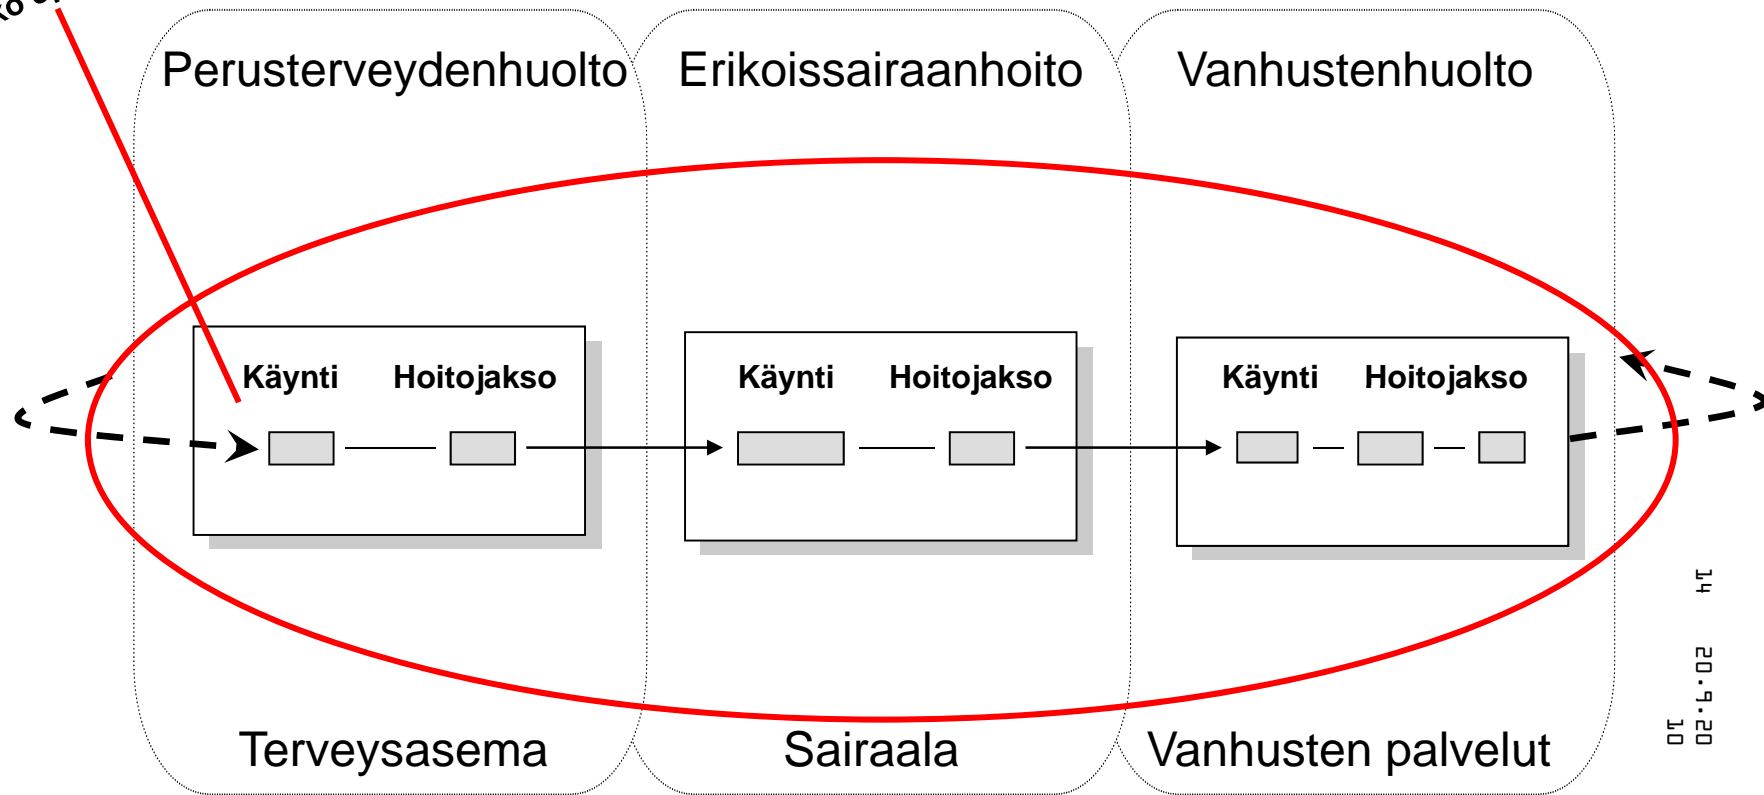 Perusterveydenhuolto
Erikoissairaanhoito
Vanhustenhuolto
Käynti Hoitojakso
Käynti Hoitojakso
Käynti Hoitojakso
Terveysasema
Sairaala
Vanhusten palvelut
14
20.9.20
10